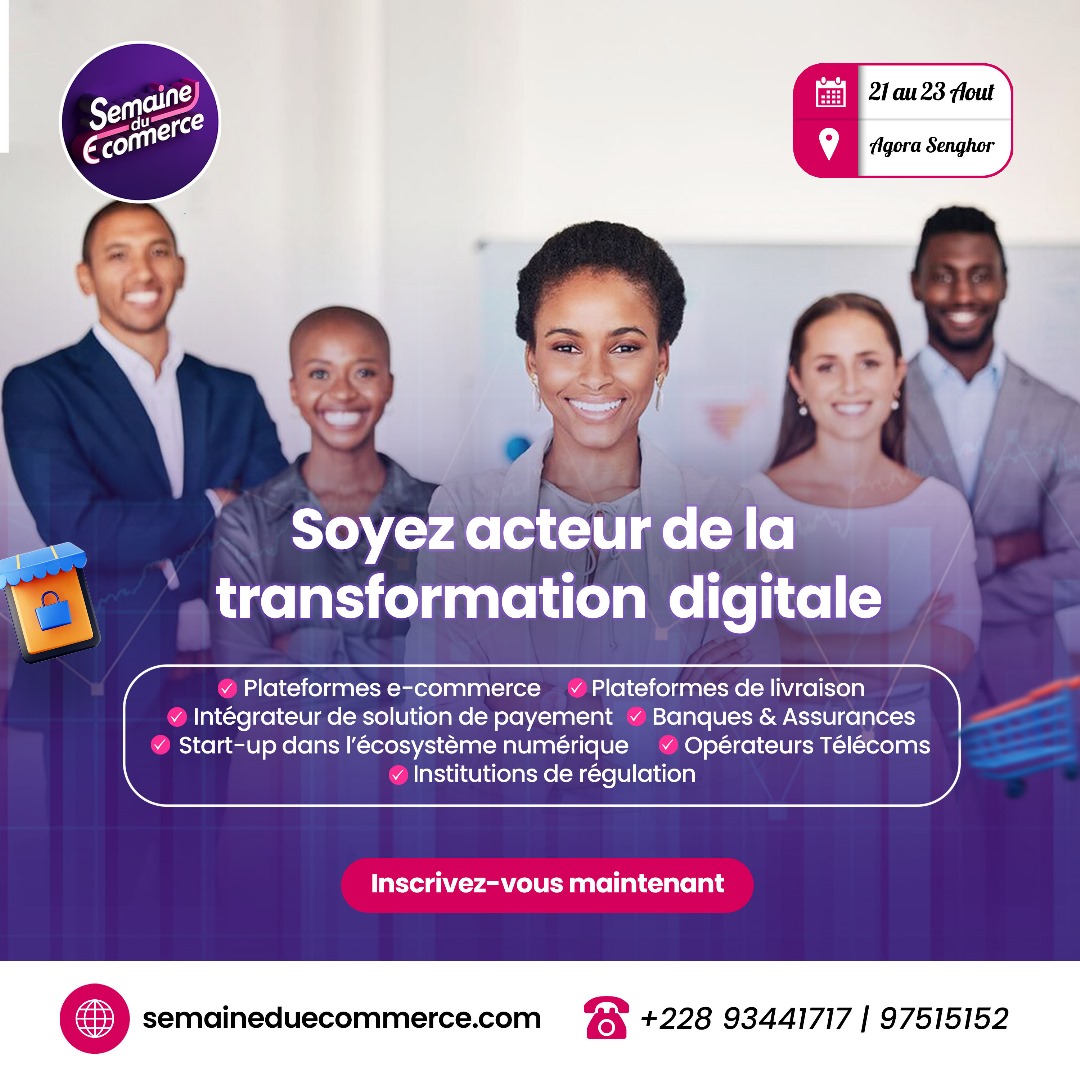 Semaine
du
Ecommerce
21 au 23 Aout
Agora Senghor
Soyez acteur de la
transformation digitale
Plateformes e-commerce Plateformes de livraison
Intégrateur de solution de payement Banques & Assurances
Start-up dans l’écosystème numérique Opérateurs Télécoms
Institutions de régulation
Inscrivez-vous maintenant
semaineduecommerce.com +228 93441717 | 97515152